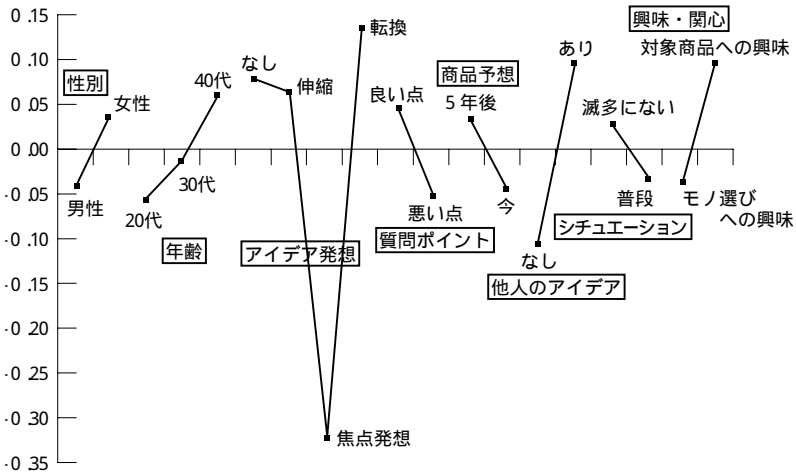 0.15
0.10
0.05
0.00
-0.05
-0.10
-0.15
-0.20
-0.25
-0.30
-0.35
性別
女性
男性
40代
30代
20代
年齢
なし
伸縮
転換
焦点発想
アイデア発想
良い点
悪い点
質問ポイント
商品予想
5年後
今
あり
なし
他人のアイデア
滅多にない
普段
シチュエーション
興味・関心
対象商品への興味
モノ選び
への興味